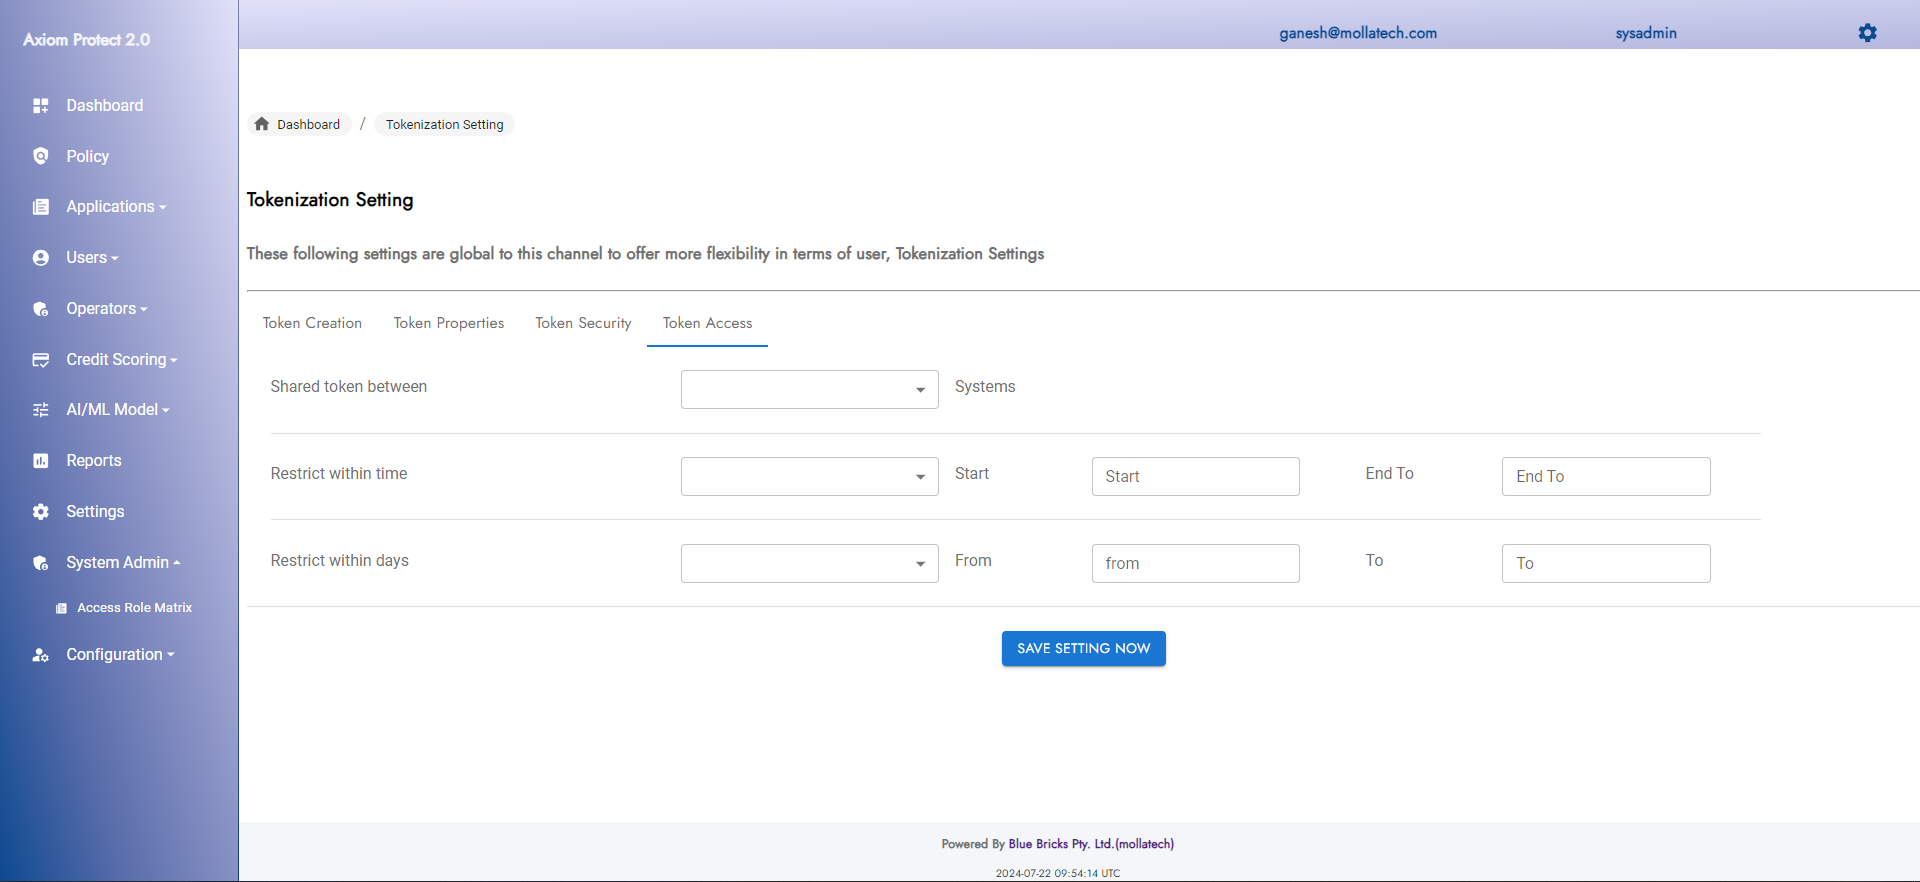 Axiom Protect 2.0
ganesh@mollatech.com
sysadmin
Dashboard
Policy
Applications
Users
Operators
Credit Scoring
AI/ML Model
Reports
Settings
System Admin
Access Role Matrix
Configuration
Dashboard / Tokenization Setting
Tokenization Setting
These following settings are global to this channel to offer more flexibility in terms of user, Tokenization Settings
Token Creation Token Properties Token Security Token Access
Shared token between Systems
Restrict within time Start Start End To End To
Restrict within days From from To To
SAVE SETTING NOW
Powered By Blue Bricks Pty. Ltd.(mollatech)
2024-07-22 09:54:14 UTC